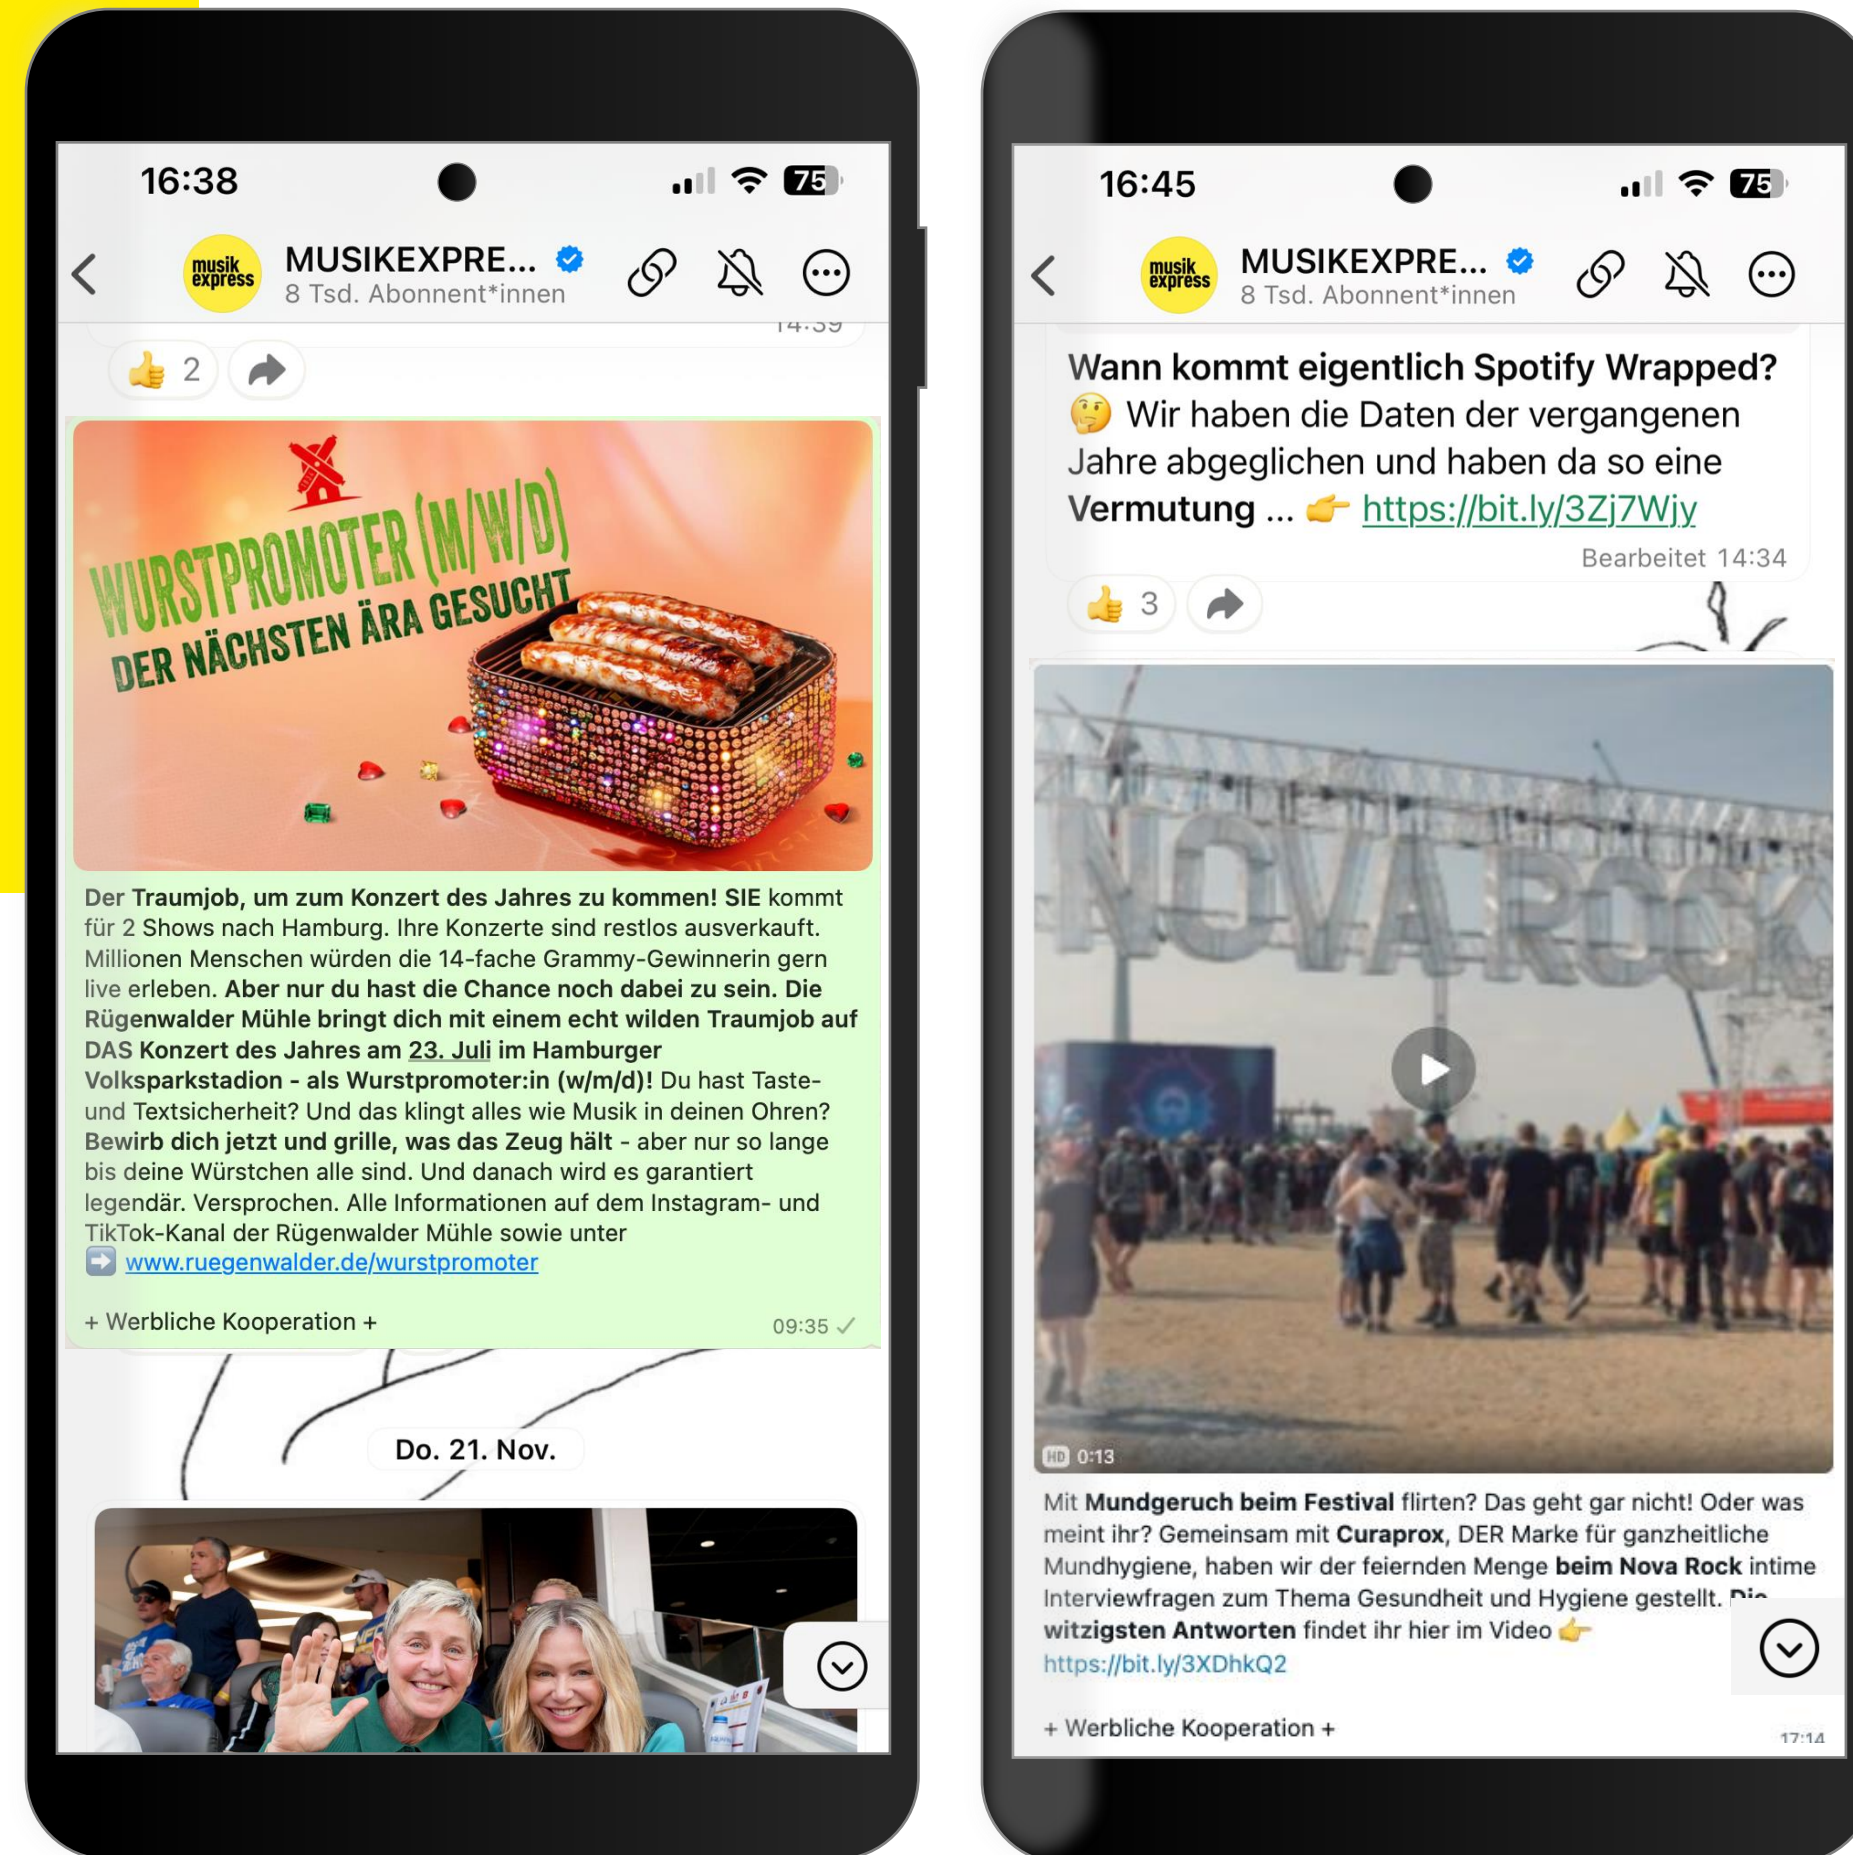 16:38
75
musik
express
MUSIKEXPRE...
8 Tsd. Abonnent*innen
14:39
2
WURSTPROMOTER (M/W/D)
DER NÄCHSTEN ÄRA GESUCHT
Der Traumjob, um zum Konzert des Jahres zu kommen! SIE kommt
für 2 Shows nach Hamburg. Ihre Konzerte sind restlos ausverkauft.
Millionen Menschen würden die 14-fache Grammy-Gewinnerin gern
live erleben. Aber nur du hast die Chance noch dabei zu sein. Die
Rügenwalder Mühle bringt dich mit einem echt wilden Traumjob auf
DAS Konzert des Jahres am 23. Juli im Hamburger
Volksparkstadion - als Wurstpromoter:in (w/m/d)! Du hast Taste-
und Textsicherheit? Und das klingt alles wie Musik in deinen Ohren?
Bewirb dich jetzt und grille, was das Zeug hält - aber nur so lange
bis deine Würstchen alle sind. Und danach wird es garantiert
legendär. Versprochen. Alle Informationen auf dem Instagram- und
TikTok-Kanal der Rügenwalder Mühle sowie unter
➡️ www.ruegenwalder.de/wurstpromoter
+ Werbliche Kooperation +
09:35
Do. 21. Nov.
16:45
75
musik
express
MUSIKEXPRE...
8 Tsd. Abonnent*innen
Wann kommt eigentlich Spotify Wrapped?
🤔 Wir haben die Daten der vergangenen
Jahre abgeglichen und haben da so eine
Vermutung ... 👉 https://bit.ly/3Zj7Wjy
Bearbeitet 14:34
3
NOVA ROCK
HD 0:13
Mit Mundgeruch beim Festival flirten? Das geht gar nicht! Oder was
meint ihr? Gemeinsam mit Curaprox, DER Marke für ganzheitliche
Mundhygiene, haben wir der feiernden Menge beim Nova Rock intime
Interviewfragen zum Thema Gesundheit und Hygiene gestellt. Die
witzigsten Antworten findet ihr hier im Video 👉
https://bit.ly/3XDhkQ2
+ Werbliche Kooperation +
17:14